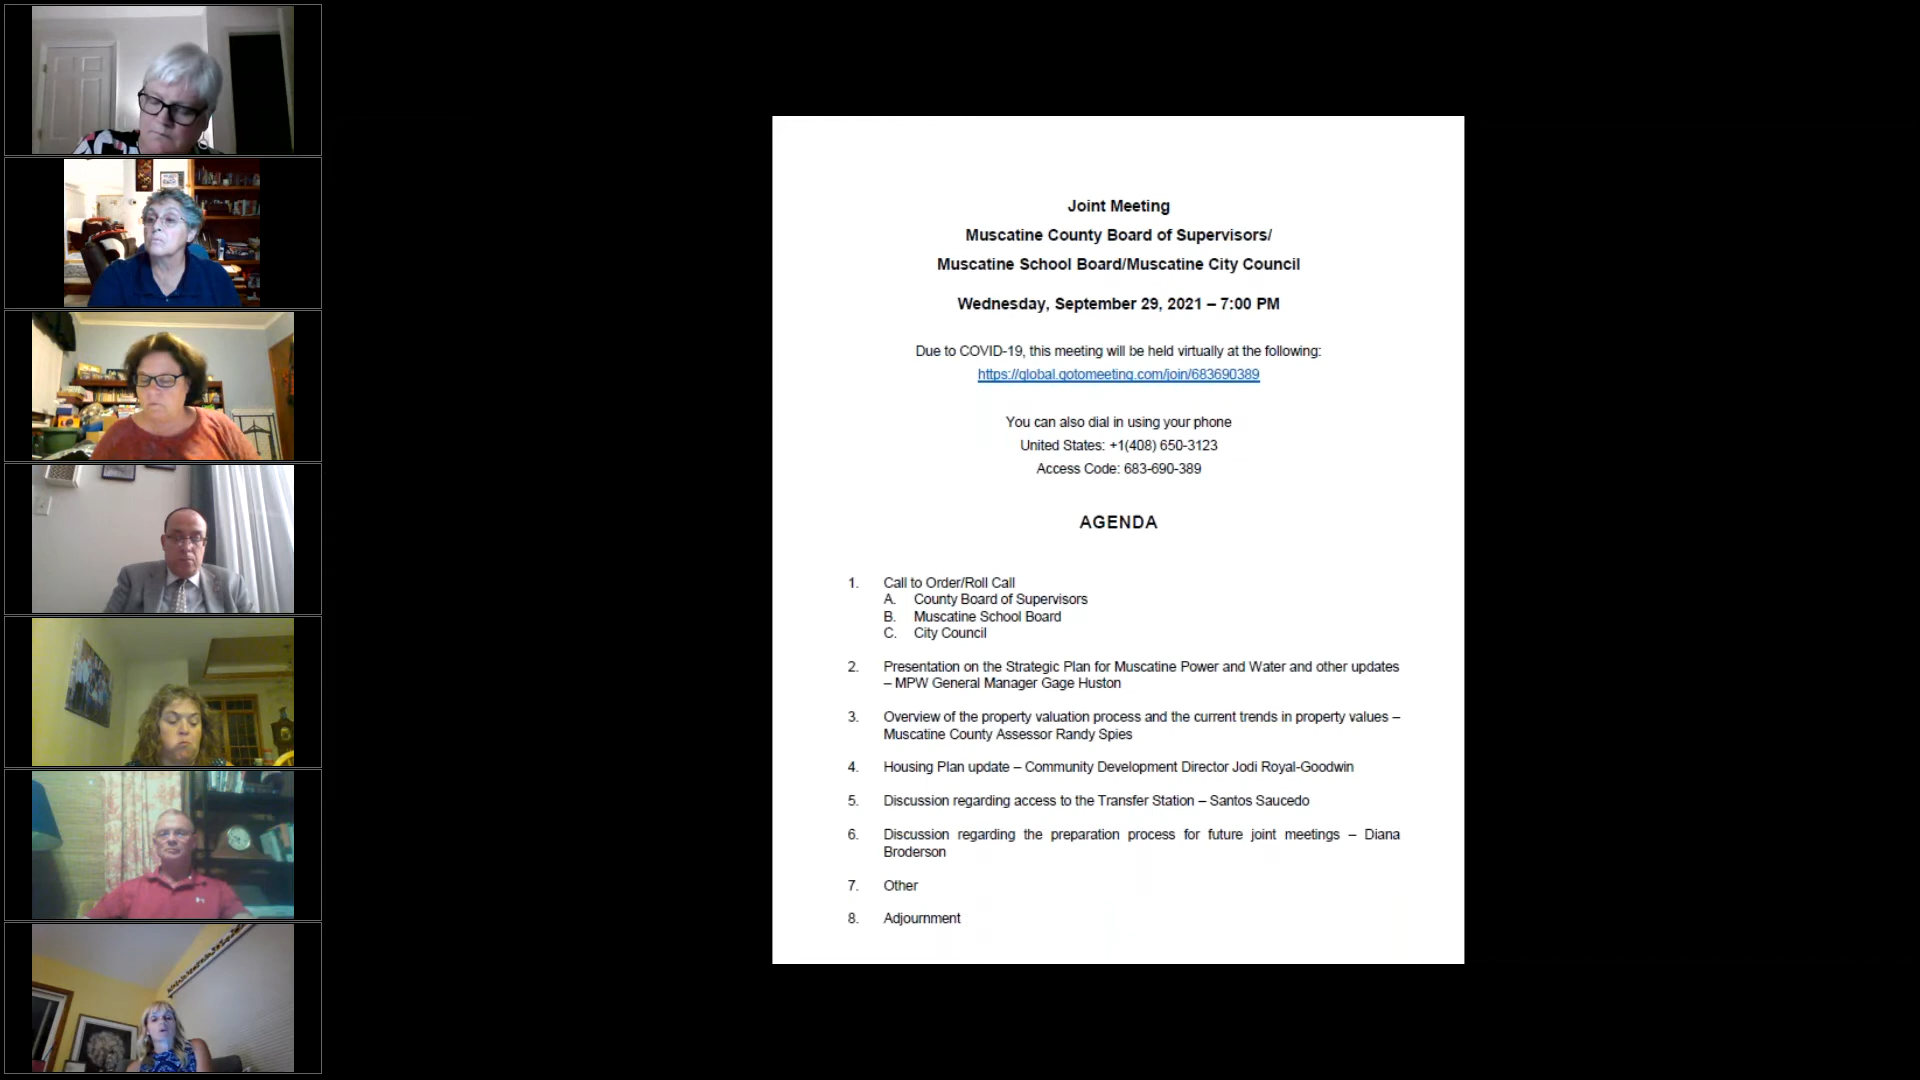 Joint Meeting
Muscatine County Board of Supervisors/
Muscatine School Board/Muscatine City Council
Wednesday, September 29, 2021 – 7:00 PM
Due to COVID-19, this meeting will be held virtually at the following:
https://global.gotomeeting.com/join/683690389
You can also dial in using your phone
United States: +1(408) 650-3123
Access Code: 683-690-389
AGENDA
1. Call to Order/Roll Call
A. County Board of Supervisors
B. Muscatine School Board
C. City Council
2. Presentation on the Strategic Plan for Muscatine Power and Water and other updates
– MPW General Manager Gage Huston
3. Overview of the property valuation process and the current trends in property values –
Muscatine County Assessor Randy Spies
4. Housing Plan update – Community Development Director Jodi Royal-Goodwin
5. Discussion regarding access to the Transfer Station – Santos Saucedo
6. Discussion regarding the preparation process for future joint meetings – Diana
Broderson
7. Other
8. Adjournment